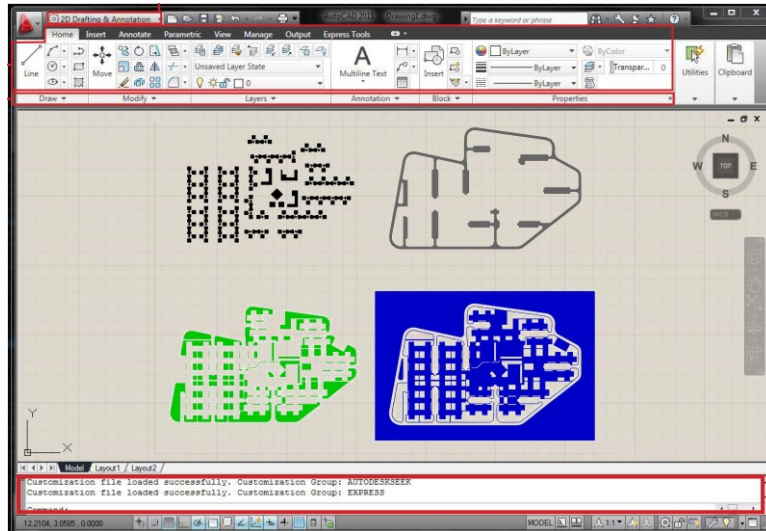 2D Drafting & Annotation
AutoCAD 2011 Drawing1.dwg
Type a keyword or phrase
Home Insert Annotate Parametric View Manage Output Express Tools
Line
Move
Unsaved Layer State
0
Multiline Text
Insert
ByLayer
ByLayer
ByLayer
ByColor
Transpar... 0
Utilities
Clipboard
Draw Modify Layers Annotation Block Properties
N
W TOP E
S
WCS
Y
X
Model Layout1 Layout2
Customization file loaded successfully. Customization Group: AUTODESKSEEK
Customization file loaded successfully. Customization Group: EXPRESS
Command:
12.2104, 3.0505, 0.0000
MODEL
1:1